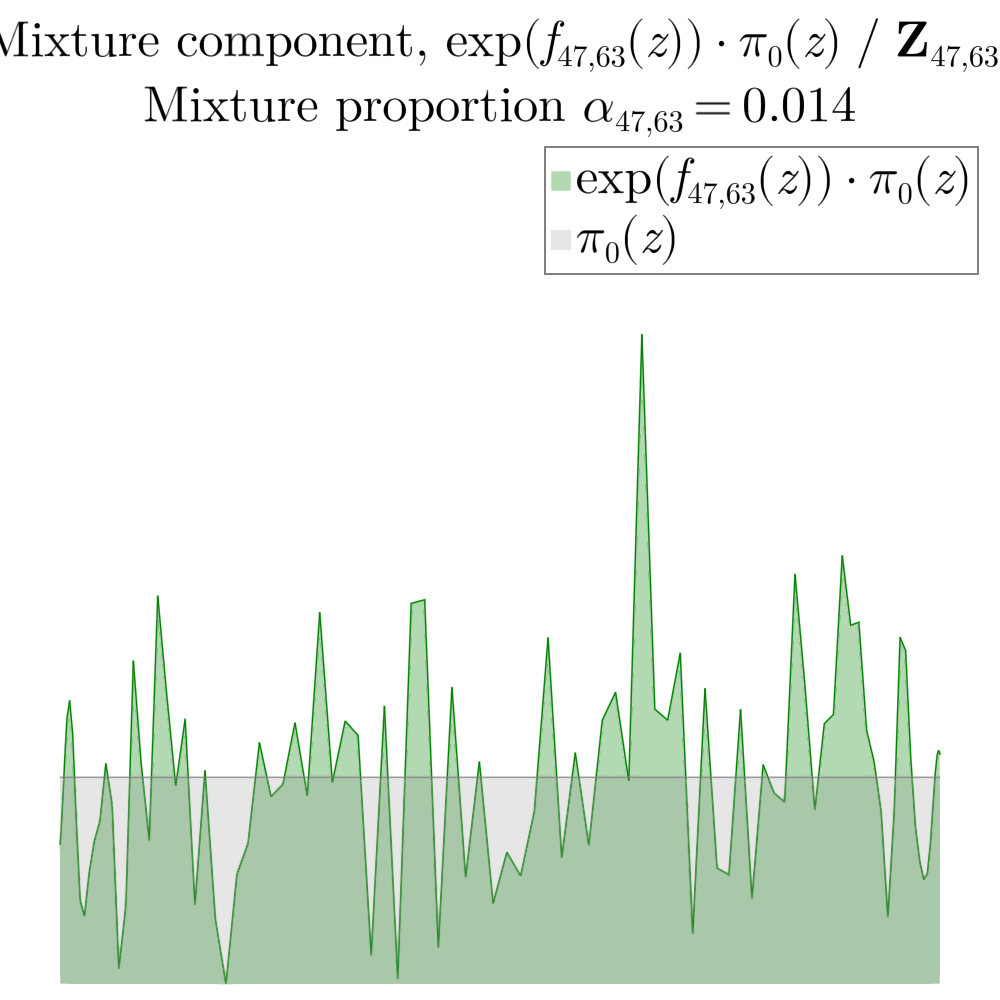 Mixture component, exp(f₄₇,₆₃(z)) · π₀(z) / 𝐙₄₇,₆₃
Mixture proportion α₄₇,₆₃ = 0.014
exp(f₄₇,₆₃(z)) · π₀(z)
π₀(z)